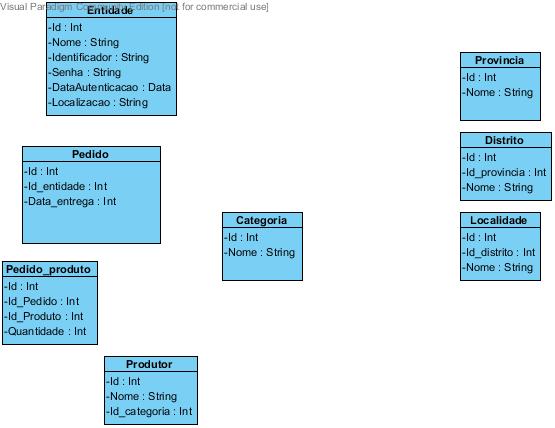 Visual Paradigm Community Edition [not for commercial use]
Entidade
-Id : Int
-Nome : String
-Identificador : String
-Senha : String
-DataAutenticacao : Data
-Localizacao : String
Provincia
-Id : Int
-Nome : String
Distrito
-Id : Int
-Id_provincia : Int
-Nome : String
Pedido
-Id : Int
-Id_entidade : Int
-Data_entrega : Int
Categoria
-Id : Int
-Nome : String
Localidade
-Id : Int
-Id_distrito : Int
-Nome : String
Pedido_produto
-Id : Int
-Id_Pedido : Int
-Id_Produto : Int
-Quantidade : Int
Produtor
-Id : Int
-Nome : String
-Id_categoria : Int